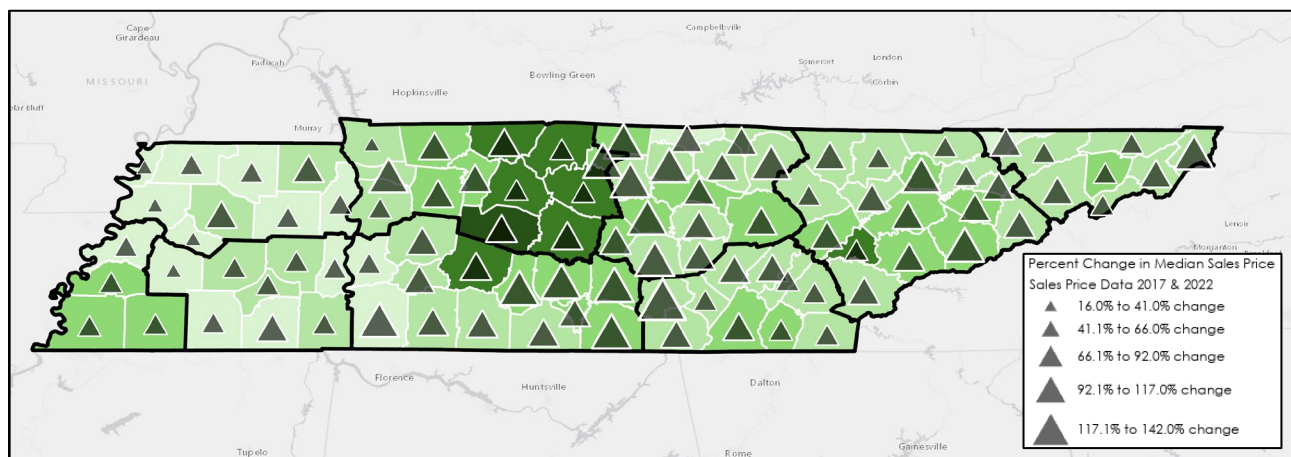 Cape
Girardeau
Campbellsville
MISSOURI
Paducah
Somerset
London
Bowling Green
Corbin
Hopkinsville
Murray
Lenoir
Morganton
Percent Change in Median Sales Price
Sales Price Data 2017 & 2022
16.0% to 41.0% change
41.1% to 66.0% change
66.1% to 92.0% change
92.1% to 117.0% change
117.1% to 142.0% change
Florence
Huntsville
Dalton
Tupelo
Rome
Gainesville